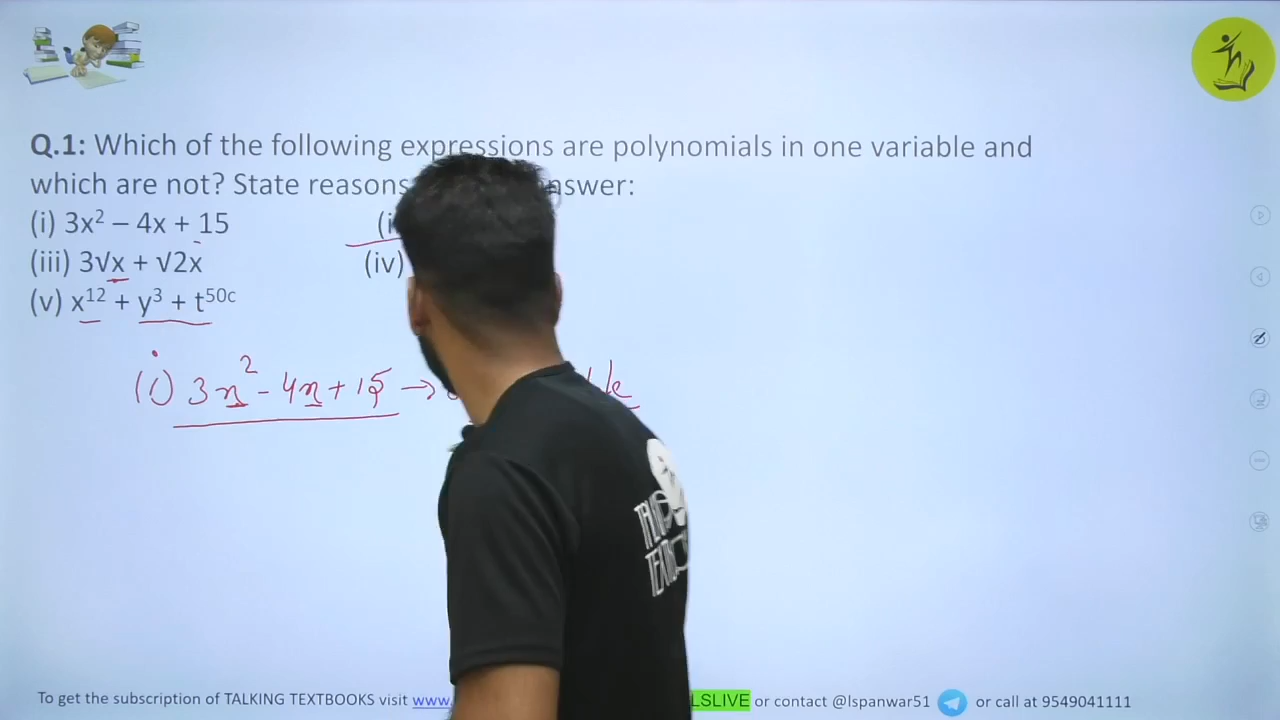 Q.1: Which of the following expressions are polynomials in one variable and
which are not? State reasons nswer:
(i) 3x² – 4x + 15
(iii) 3√x + √2x (iv)
(v) x¹² + y³ + t⁵⁰ᶜ
(i) 3x² - 4x + 15 →
To get the subscription of TALKING TEXTBOOKS visit www. LSLIVE or contact @lspanwar51 or call at 9549041111